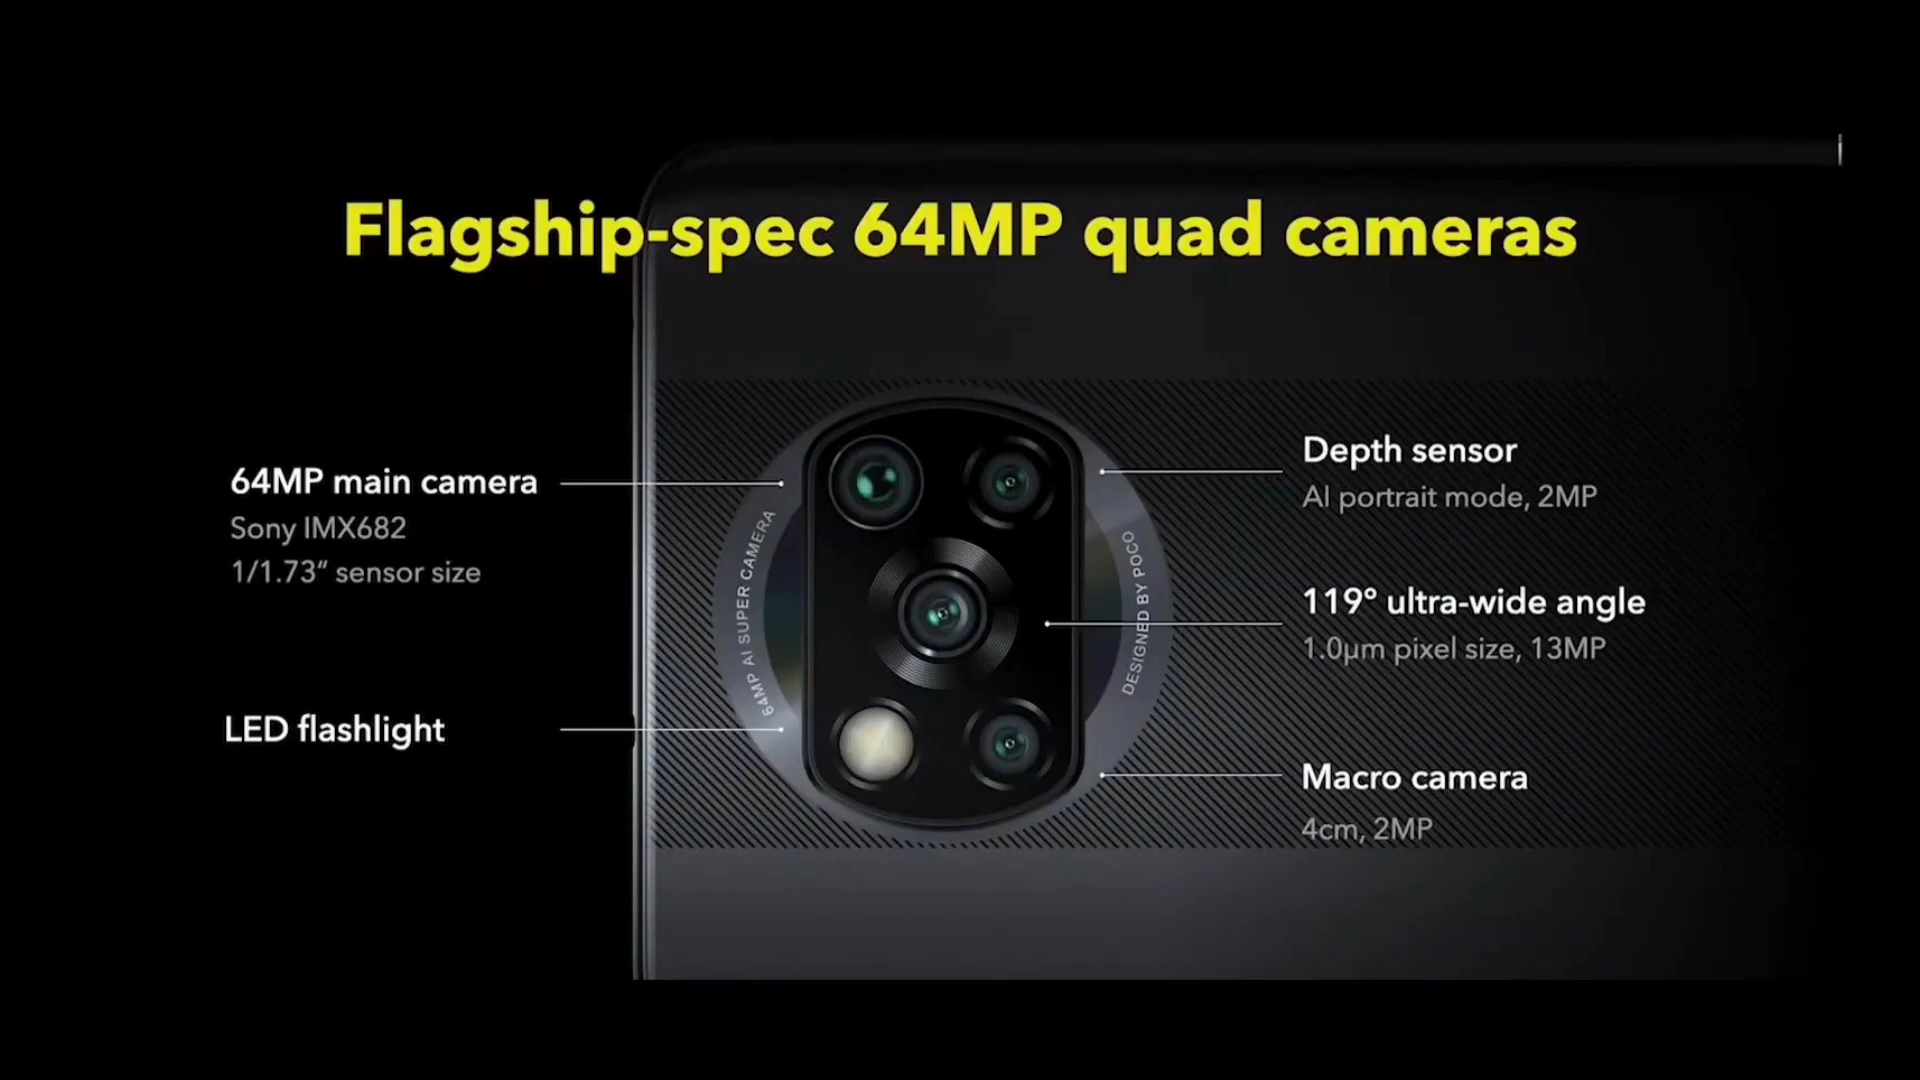 Flagship-spec 64MP quad cameras
64MP main camera
Sony IMX682
1/1.73” sensor size
LED flashlight
64MP AI SUPER CAMERA
DESIGNED BY POCO
Depth sensor
AI portrait mode, 2MP
119° ultra-wide angle
1.0μm pixel size, 13MP
Macro camera
4cm, 2MP